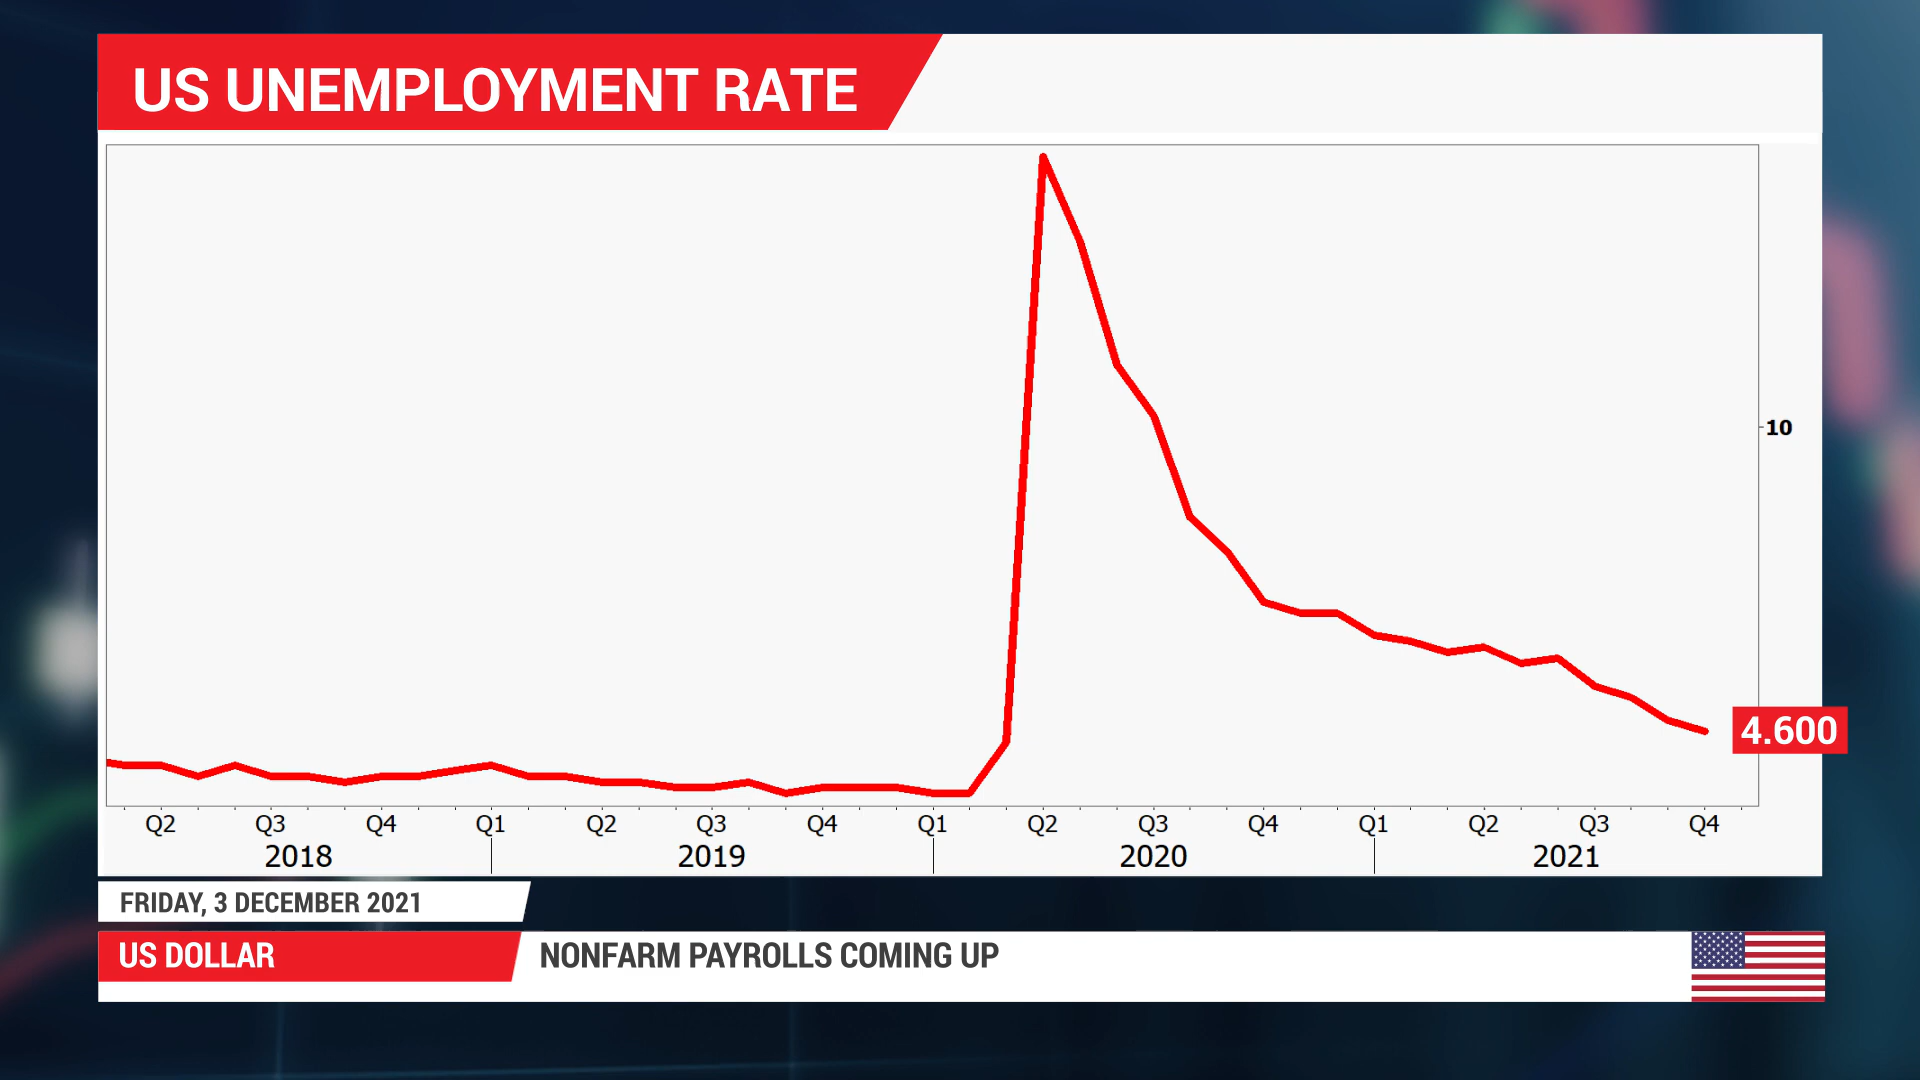 US UNEMPLOYMENT RATE
10
4.600
Q2 Q3 Q4 Q1 Q2 Q3 Q4 Q1 Q2 Q3 Q4 Q1 Q2 Q3 Q4
2018 2019 2020 2021
FRIDAY, 3 DECEMBER 2021
US DOLLAR
NONFARM PAYROLLS COMING UP